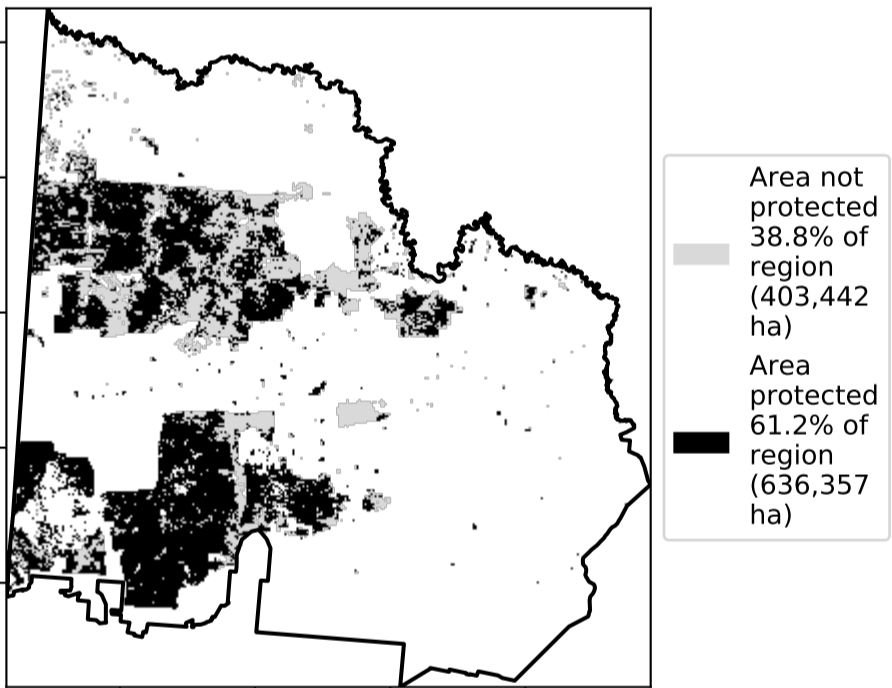 Area not
protected
38.8% of
region
(403,442
ha)
Area
protected
61.2% of
region
(636,357
ha)